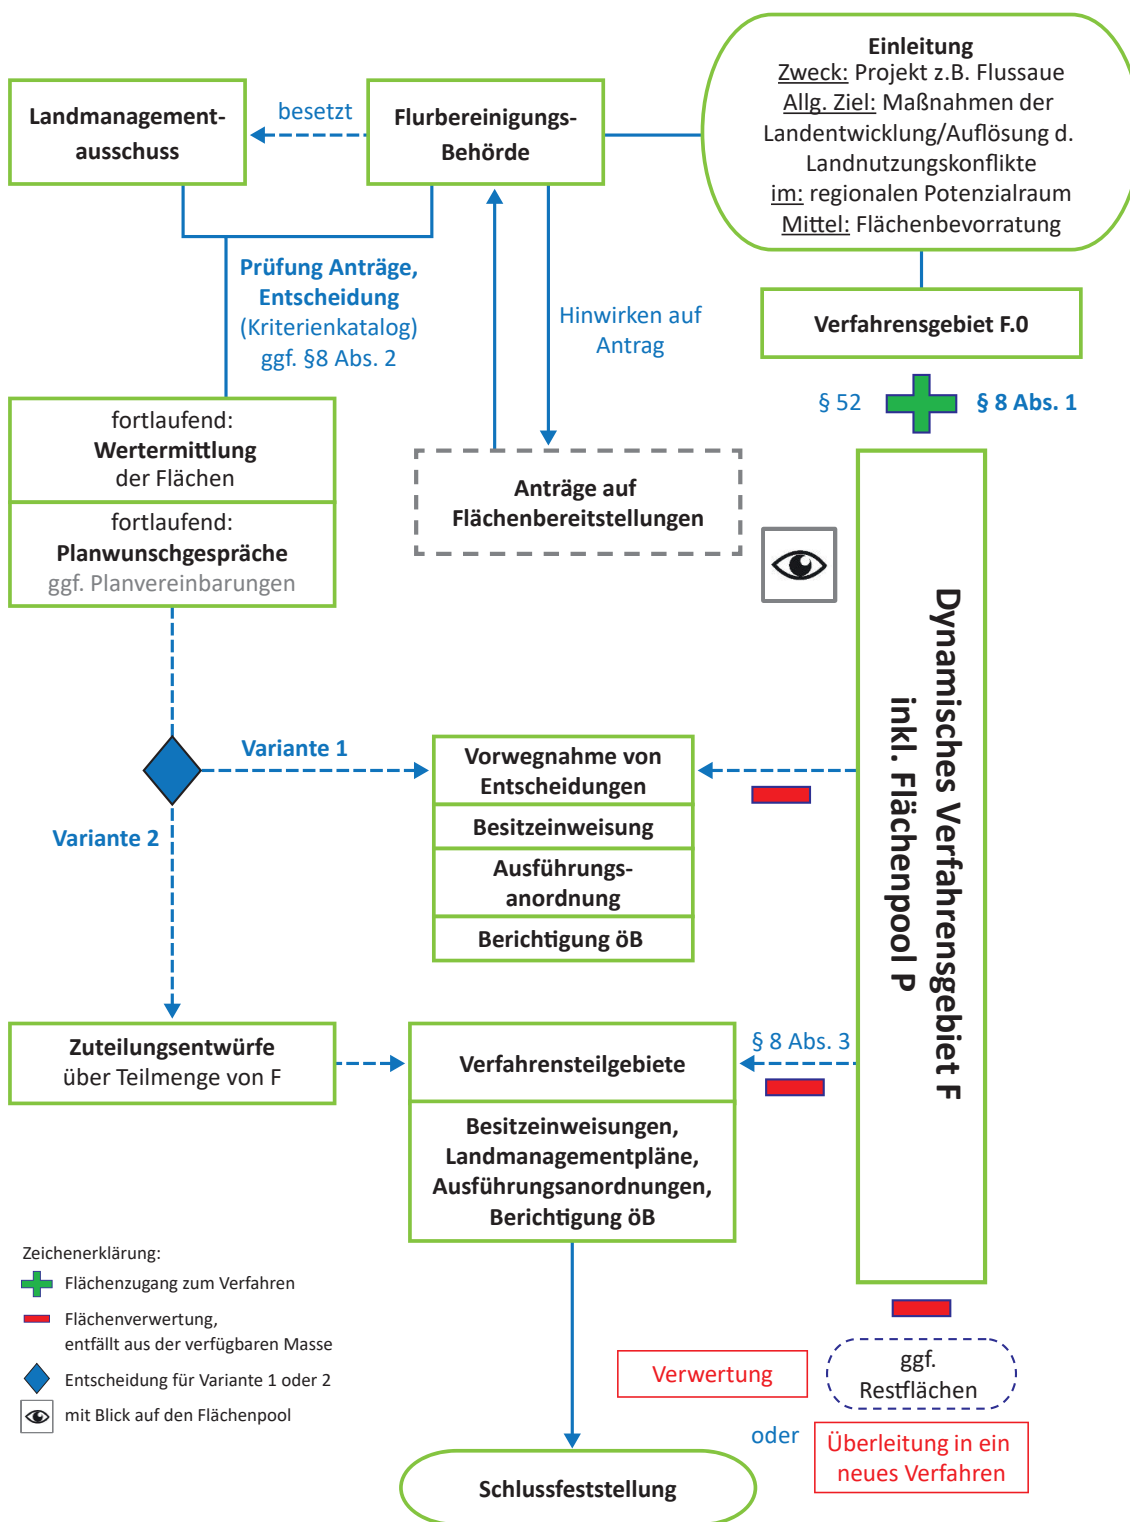 Einleitung
Zweck: Projekt z.B. Flussaue
Allg. Ziel: Maßnahmen der
Landentwicklung/Auflösung d.
Landnutzungskonflikte
im: regionalen Potenzialraum
Mittel: Flächenbevorratung
Landmanagement-
ausschuss
besetzt
Flurbereinigungs-
Behörde
Prüfung Anträge,
Entscheidung
(Kriterienkatalog)
ggf. §8 Abs. 2
Hinwirken auf
Antrag
Verfahrensgebiet F.0
§ 52
§ 8 Abs. 1
fortlaufend:
Wertermittlung
der Flächen
fortlaufend:
Planwunschgespräche
ggf. Planvereinbarungen
Anträge auf
Flächenbereitstellungen
Dynamisches Verfahrensgebiet F
inkl. Flächenpool P
Variante 1
Variante 2
Vorwegnahme von
Entscheidungen
Besitzeinweisung
Ausführungs-
anordnung
Berichtigung öB
Zuteilungsentwürfe
über Teilmenge von F
Verfahrensteilgebiete
§ 8 Abs. 3
Besitzeinweisungen,
Landmanagementpläne,
Ausführungsanordnungen,
Berichtigung öB
Zeichenerklärung:
Flächenzugang zum Verfahren
Flächenverwertung,
entfällt aus der verfügbaren Masse
Entscheidung für Variante 1 oder 2
mit Blick auf den Flächenpool
Verwertung
ggf.
Restflächen
oder
Überleitung in ein
neues Verfahren
Schlussfeststellung